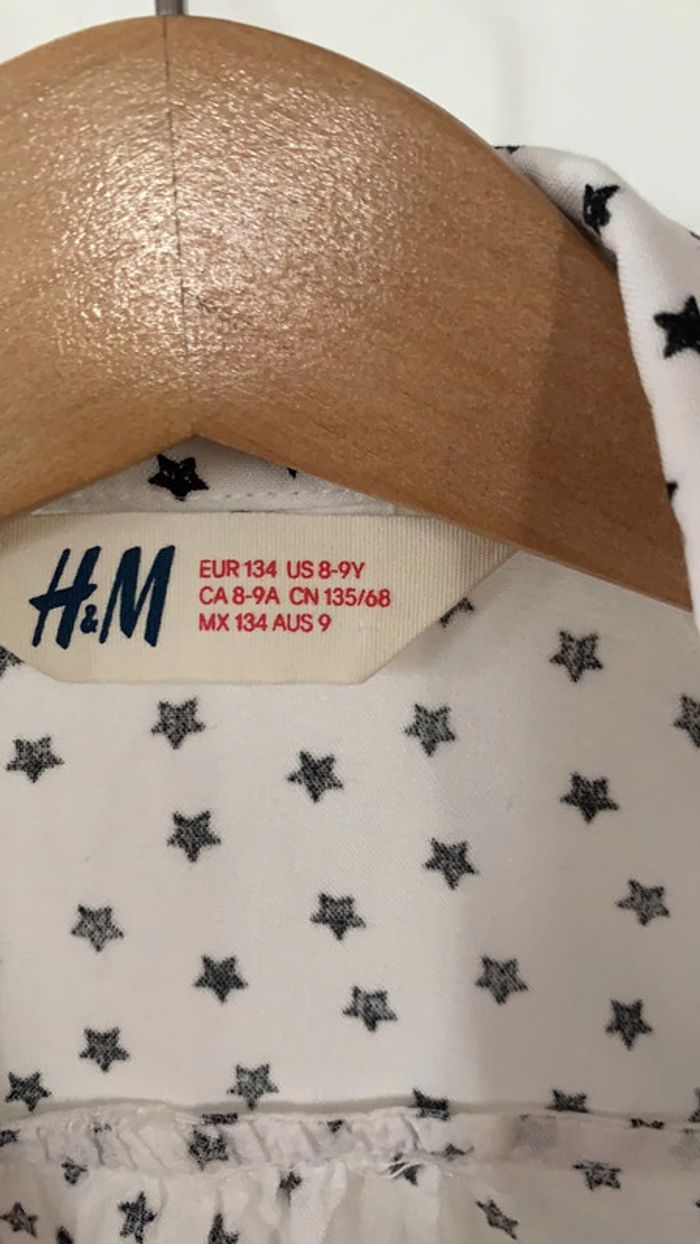 H&M
EUR 134 US 8-9Y
CA 8-9A CN 135/68
MX 134 AUS 9